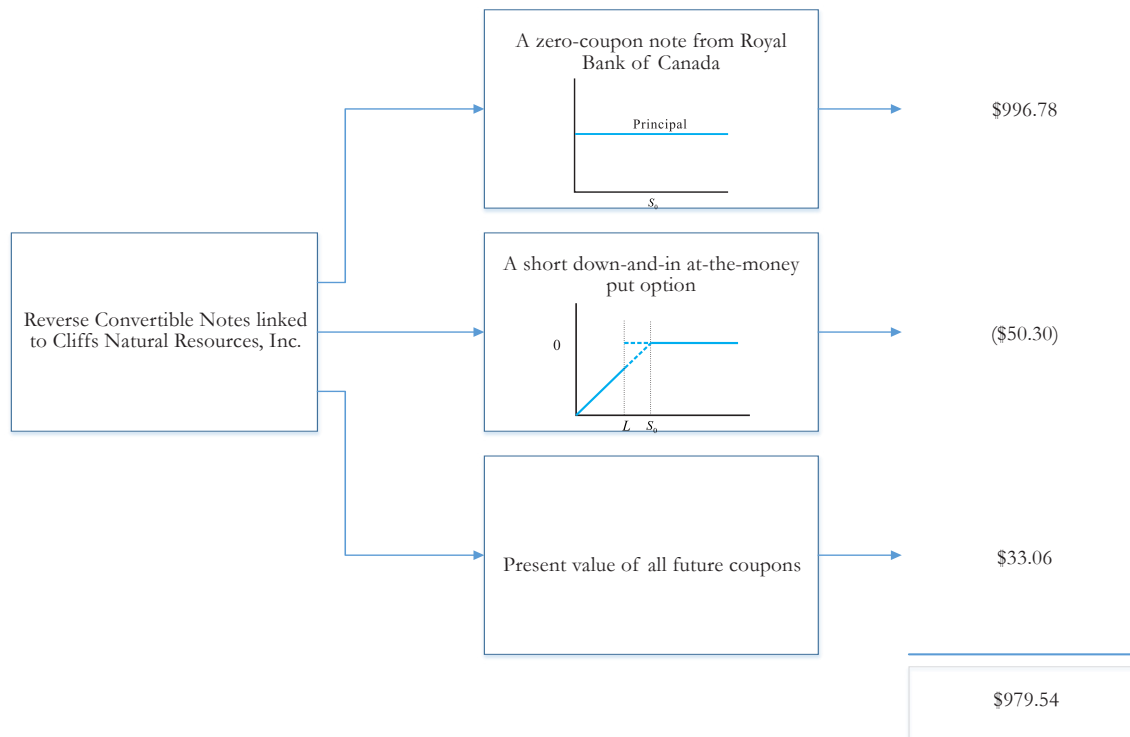 A zero-coupon note from Royal
Bank of Canada
Principal
S₀
$996.78
Reverse Convertible Notes linked
to Cliffs Natural Resources, Inc.
A short down-and-in at-the-money
put option
0
L S₀
($50.30)
Present value of all future coupons
$33.06
$979.54